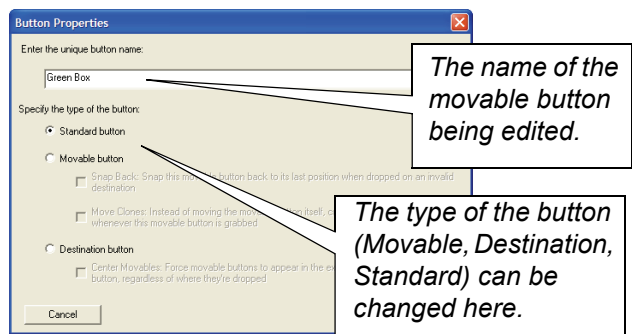 Button Properties
Enter the unique button name:
Green Box
The name of the
movable button
being edited.
Specify the type of the button:
Standard button
Movable button
Snap Back: Snap this movable button back to its last position when dropped on an invalid
destination
Move Clones: Instead of moving the button itself,
whenever this movable button is grabbed
Destination button
Center Movables: Force movable buttons to appear in the
button, regardless of where they're dropped
Cancel
The type of the button
(Movable, Destination,
Standard) can be
changed here.